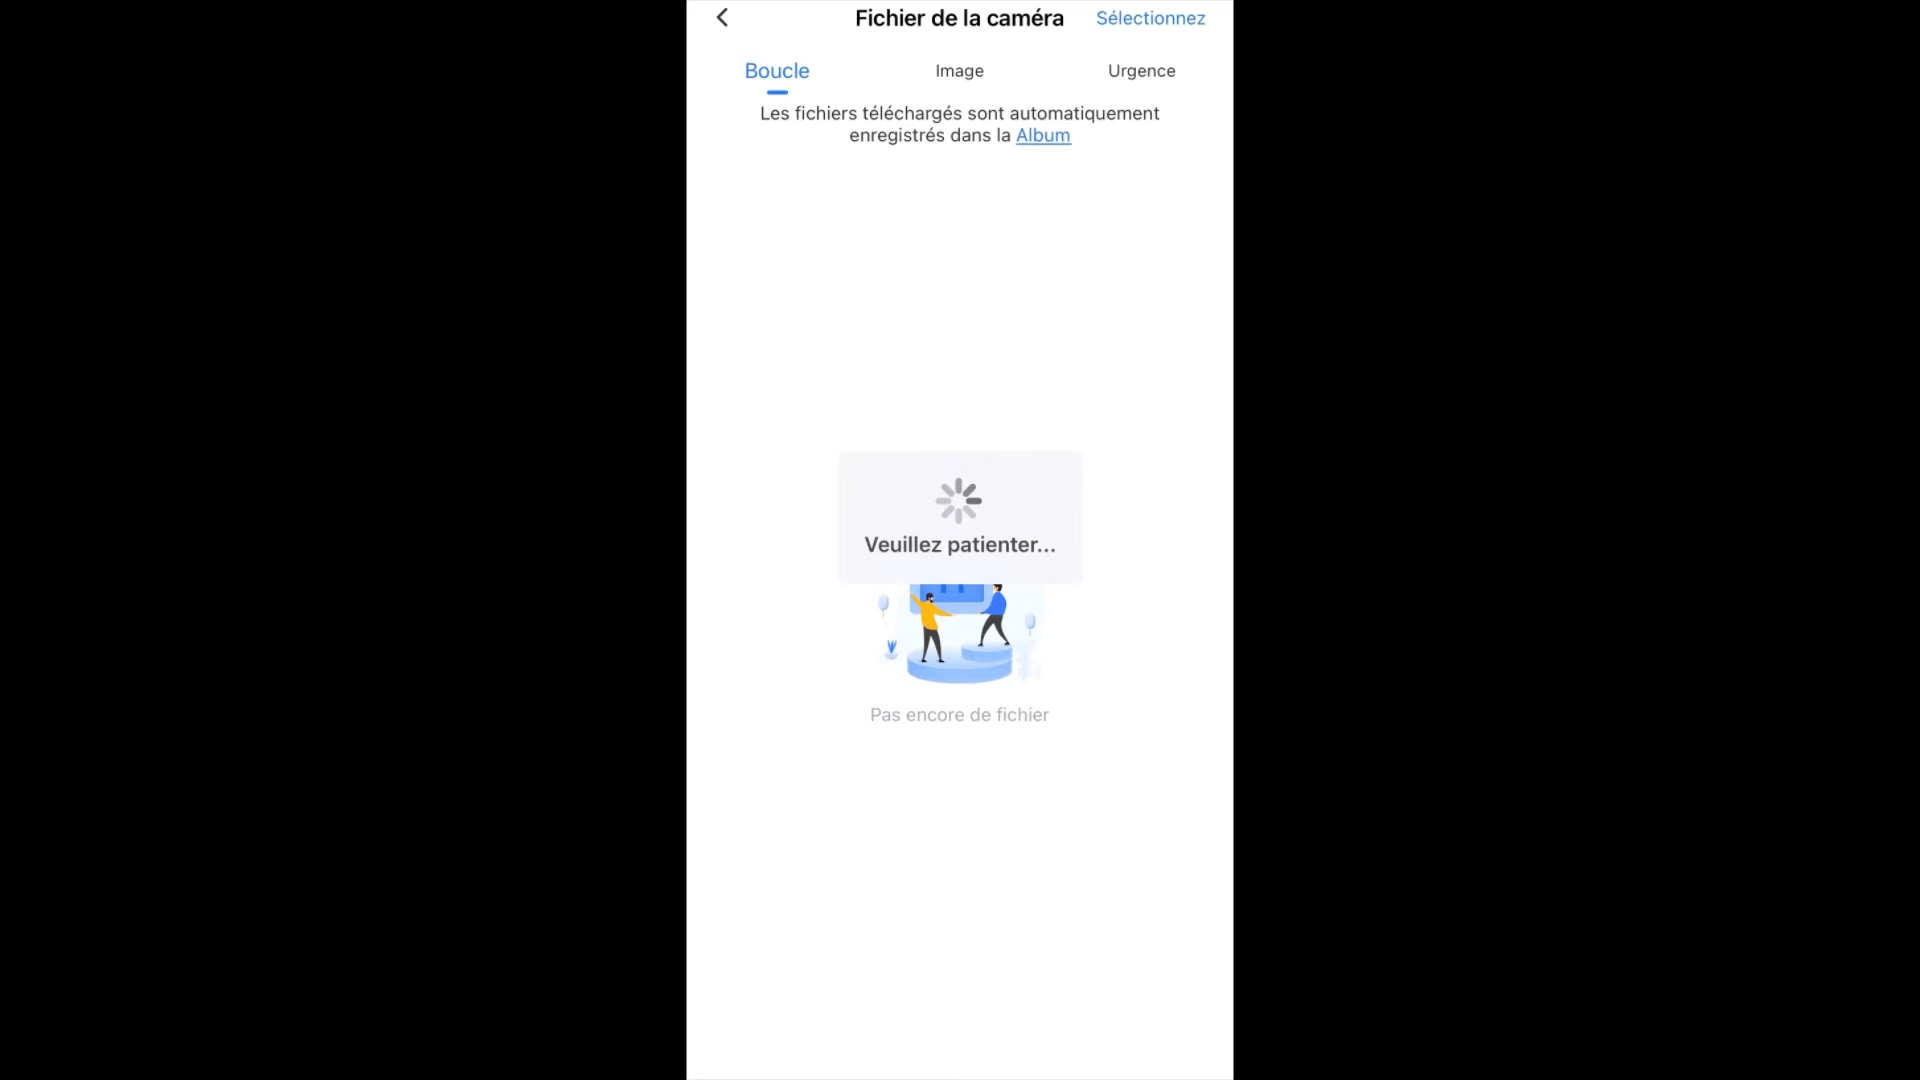 Fichier de la caméra
Sélectionnez
Boucle
Image
Urgence
Les fichiers téléchargés sont automatiquement
enregistrés dans la Album
Veuillez patienter...
Pas encore de fichier